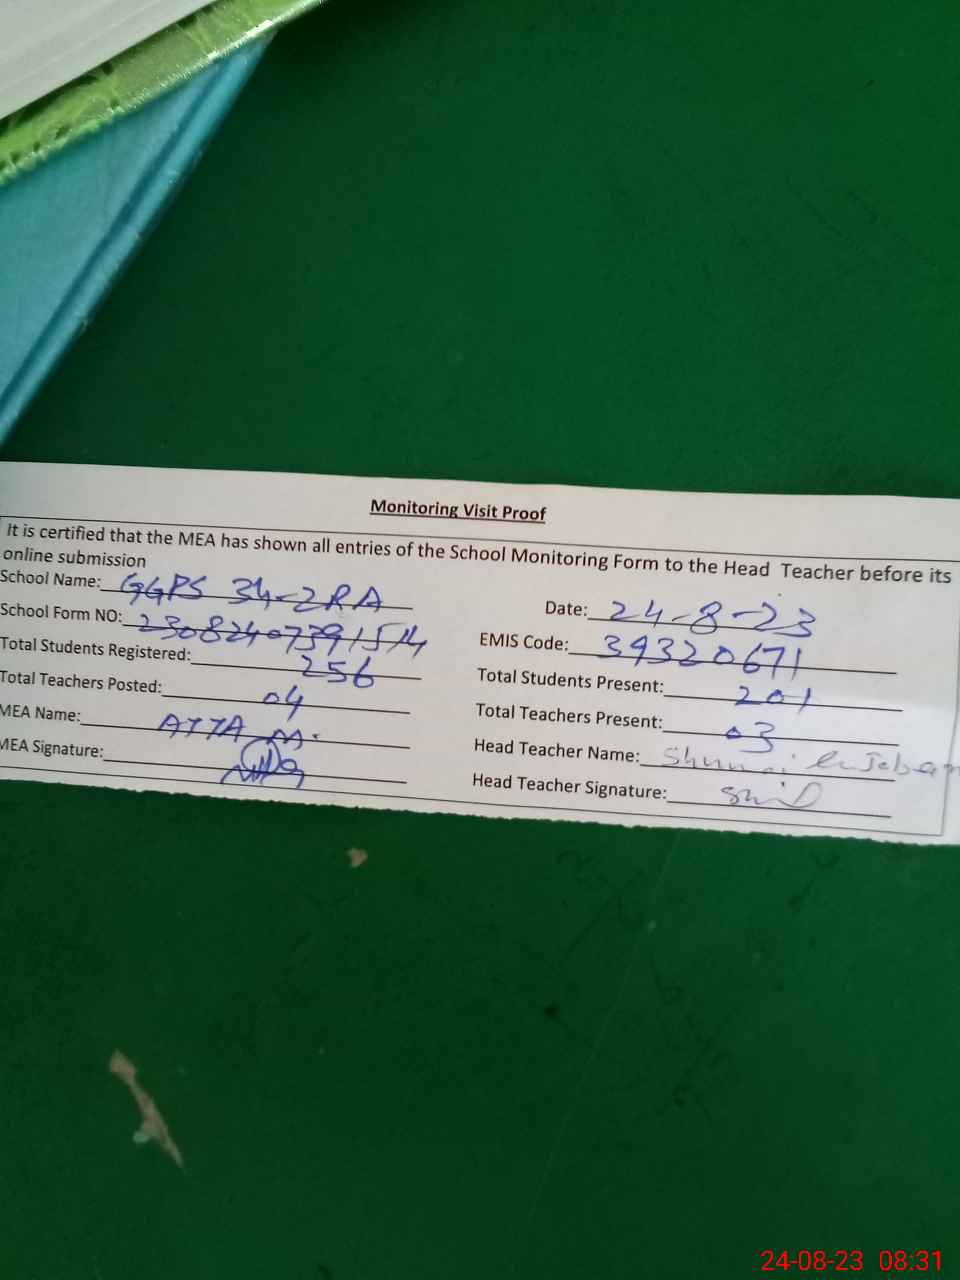 Monitoring Visit Proof
It is certified that the MEA has shown all entries of the School Monitoring Form to the Head Teacher before its
online submission
School Name: GGPS 34-2RA
Date: 24-8-23
School Form NO: 23082407391514
EMIS Code: 39320671
Total Students Registered: 256
Total Students Present: 201
Total Teachers Posted: 04
Total Teachers Present: 03
MEA Name: ATTA M.
Head Teacher Name:
MEA Signature:
Head Teacher Signature:
24-08-23 08:31